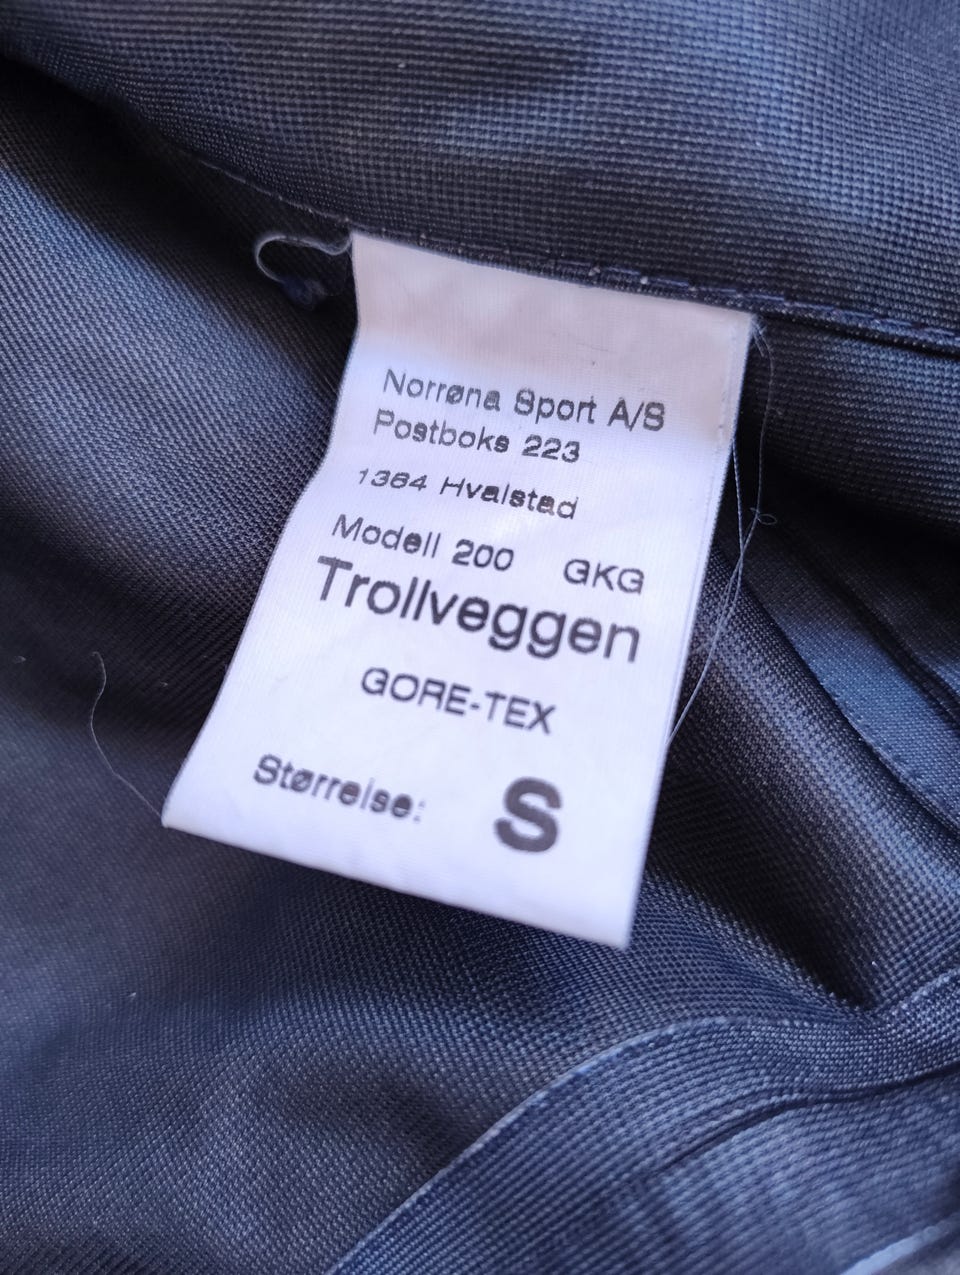 Norrøna Sport A/S
Postboks 223
1364 Hvalstad
Modell 200 GKG
Trollveggen
GORE-TEX
Størrelse: S